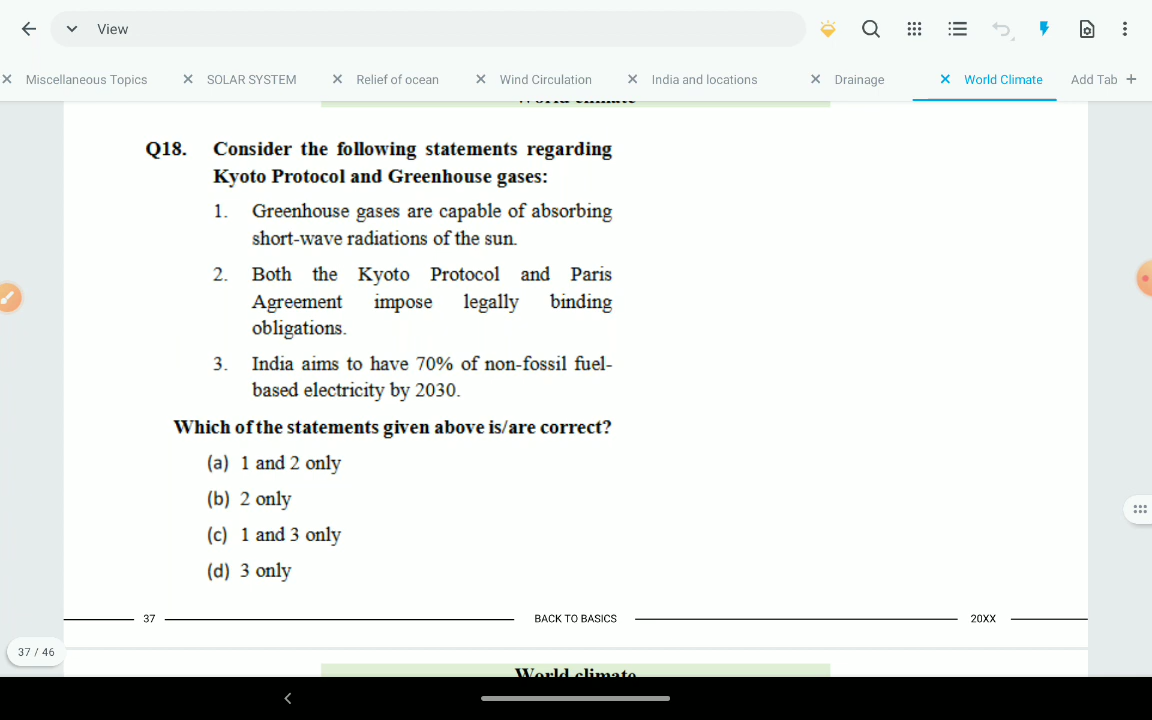 View
Miscellaneous Topics
SOLAR SYSTEM
Relief of ocean
Wind Circulation
India and locations
Drainage
World Climate
Add Tab +
Q18. Consider the following statements regarding
Kyoto Protocol and Greenhouse gases:
1. Greenhouse gases are capable of absorbing
short-wave radiations of the sun.
2. Both the Kyoto Protocol and Paris
Agreement impose legally binding
obligations.
3. India aims to have 70% of non-fossil fuel-
based electricity by 2030.
Which of the statements given above is/are correct?
(a) 1 and 2 only
(b) 2 only
(c) 1 and 3 only
(d) 3 only
37 BACK TO BASICS 20XX
37 / 46
World climate